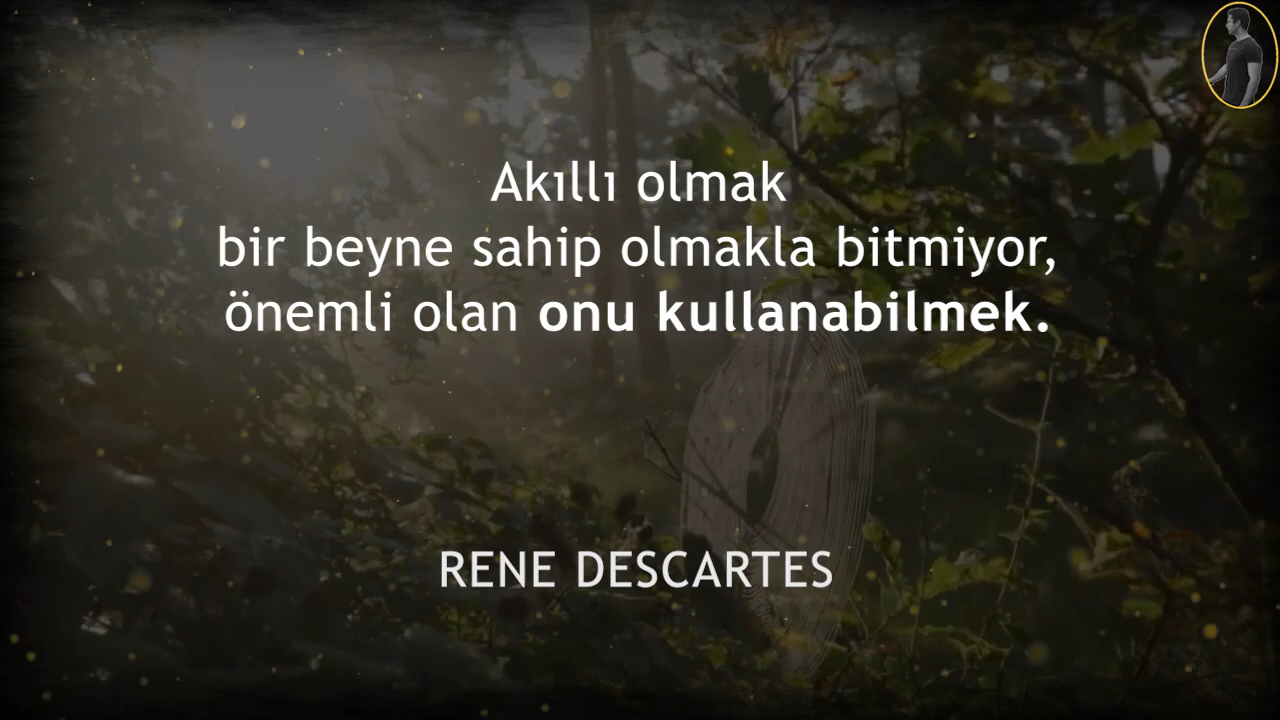 Akıllı olmak
bir beyne sahip olmakla bitmiyor,
önemli olan onu kullanabilmek.
RENE DESCARTES